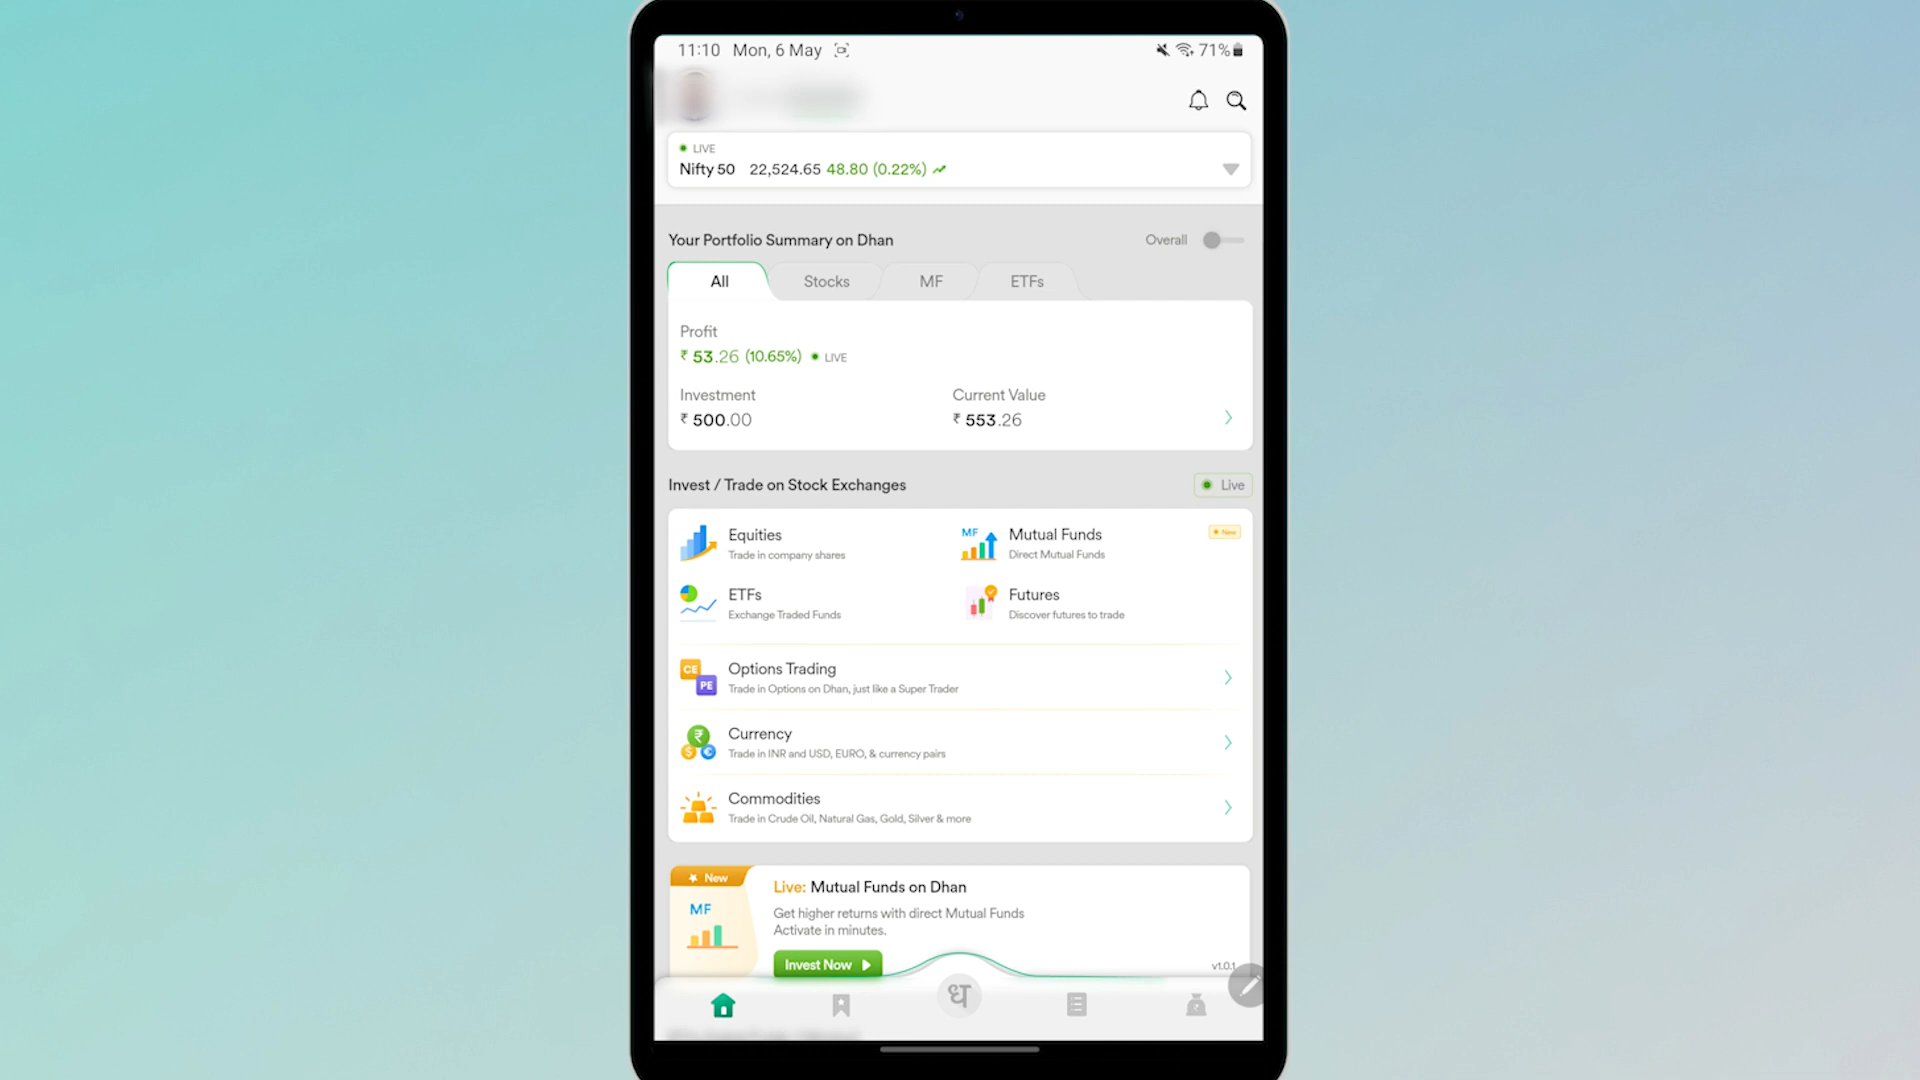 11:10 Mon, 6 May 71%
LIVE
Nifty 50 22,524.65 48.80 (0.22%)
Your Portfolio Summary on Dhan Overall
All Stocks MF ETFs
Profit
₹ 53.26 (10.65%) LIVE
Investment Current Value
₹ 500.00 ₹ 553.26
Invest / Trade on Stock Exchanges Live
Equities
Trade in company shares
MF
Mutual Funds
Direct Mutual Funds
New
ETFs
Exchange Traded Funds
Futures
Discover futures to trade
CE
PE
Options Trading
Trade in Options on Dhan, just like a Super Trader
₹
$ €
Currency
Trade in INR and USD, EURO, & currency pairs
Commodities
Trade in Crude Oil, Natural Gas, Gold, Silver & more
New
MF
Live: Mutual Funds on Dhan
Get higher returns with direct Mutual Funds
Activate in minutes.
Invest Now
v1.0.1
ध
₹